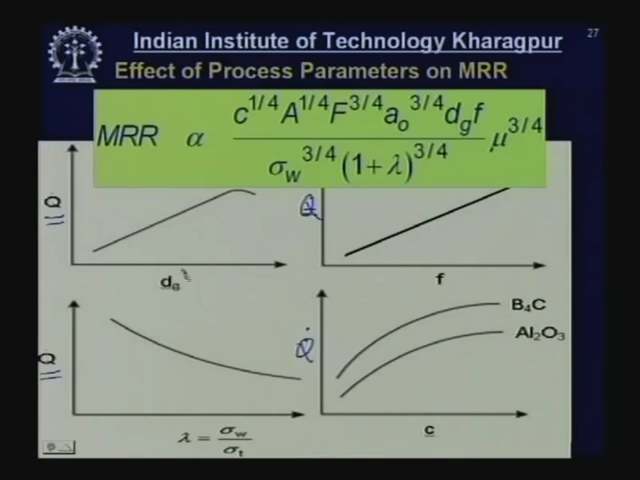 27
Indian Institute of Technology Kharagpur
Effect of Process Parameters on MRR
MRR α c^1/4 A^1/4 F^3/4 a_o^3/4 d_g f / σ_w^3/4 (1+λ)^3/4 μ^3/4
Q
Q
d_g
f
Q
Q
B₄C
Al₂O₃
λ = σ_w/σ_t
c